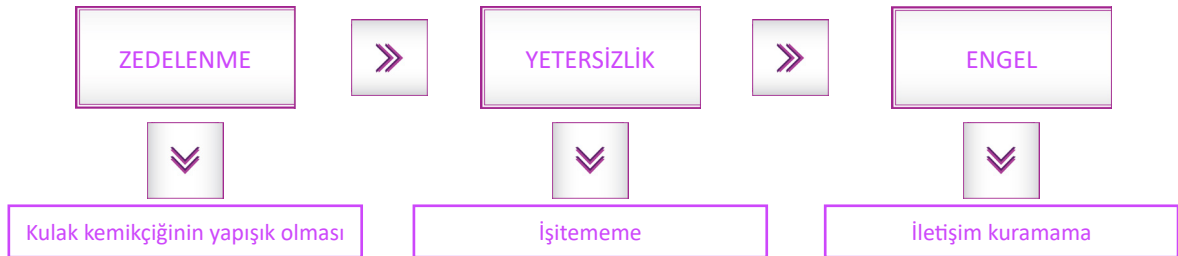 ZEDELENME
YETERSİZLİK
ENGEL
Kulak kemikçiğinin yapışık olması
İşitememe
İletişim kuramama